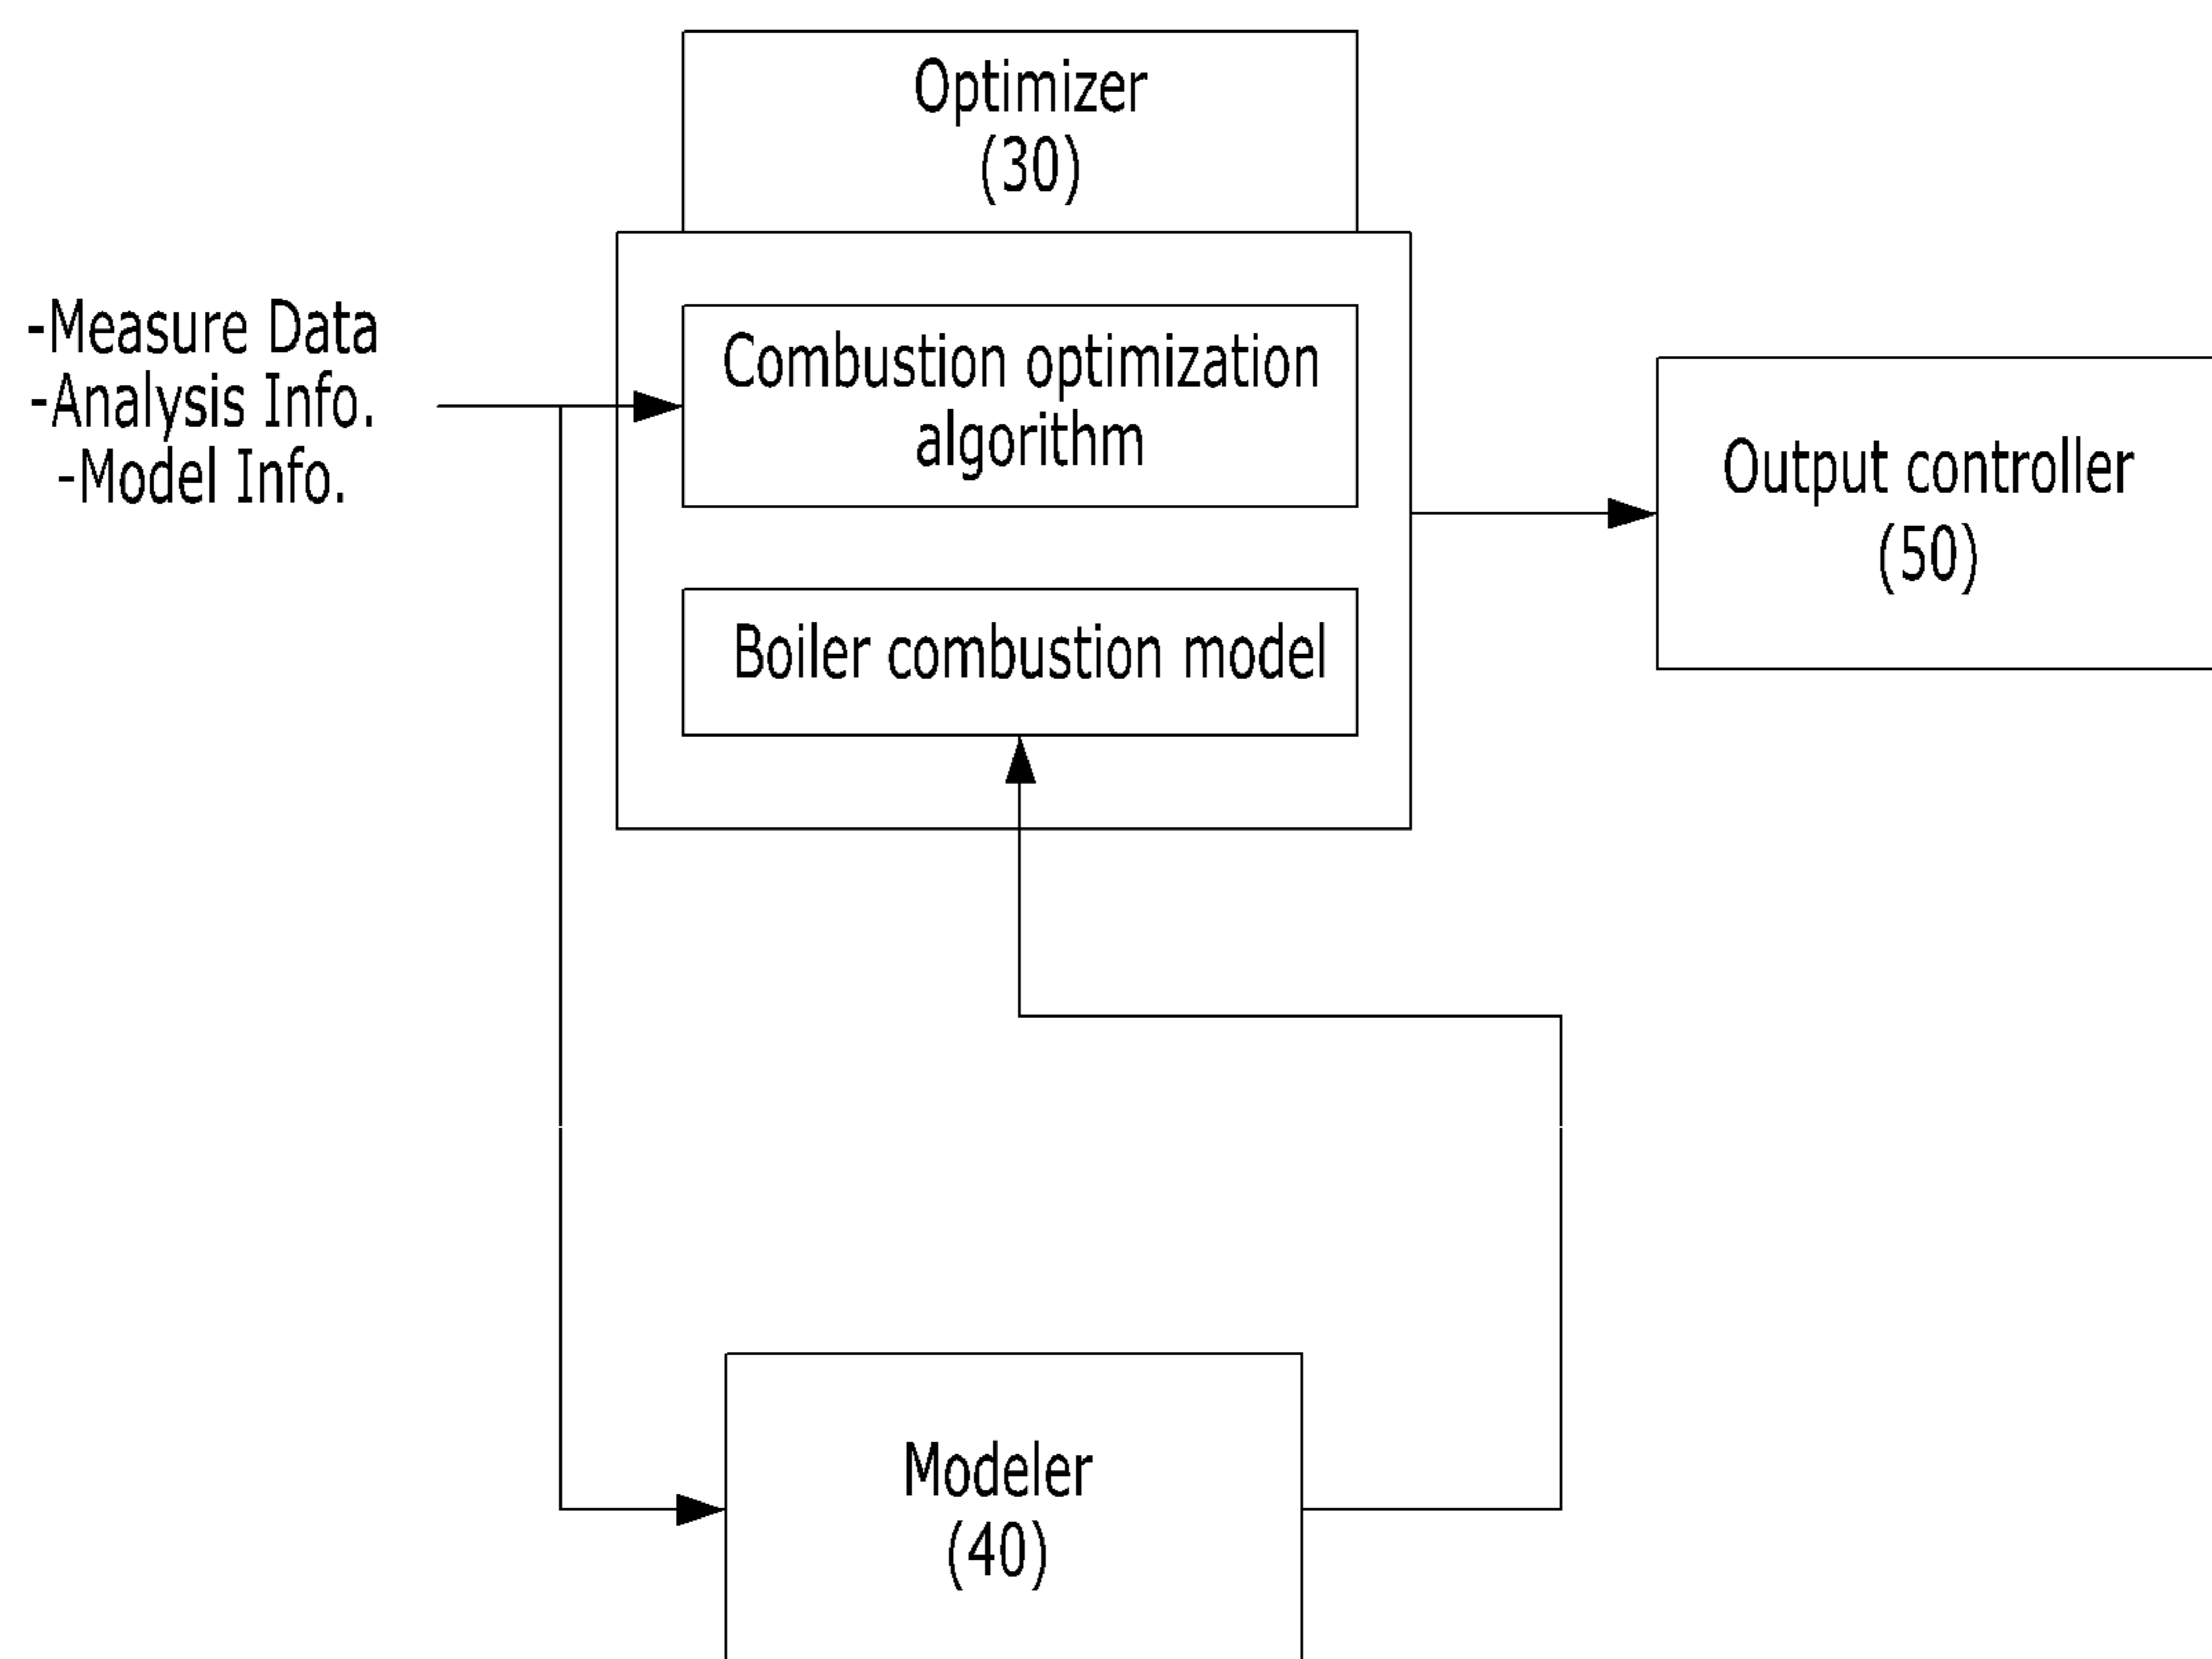 Optimizer
(30)
-Measure Data
-Analysis Info.
-Model Info.
Combustion optimization
algorithm
Boiler combustion model
Output controller
(50)
Modeler
(40)